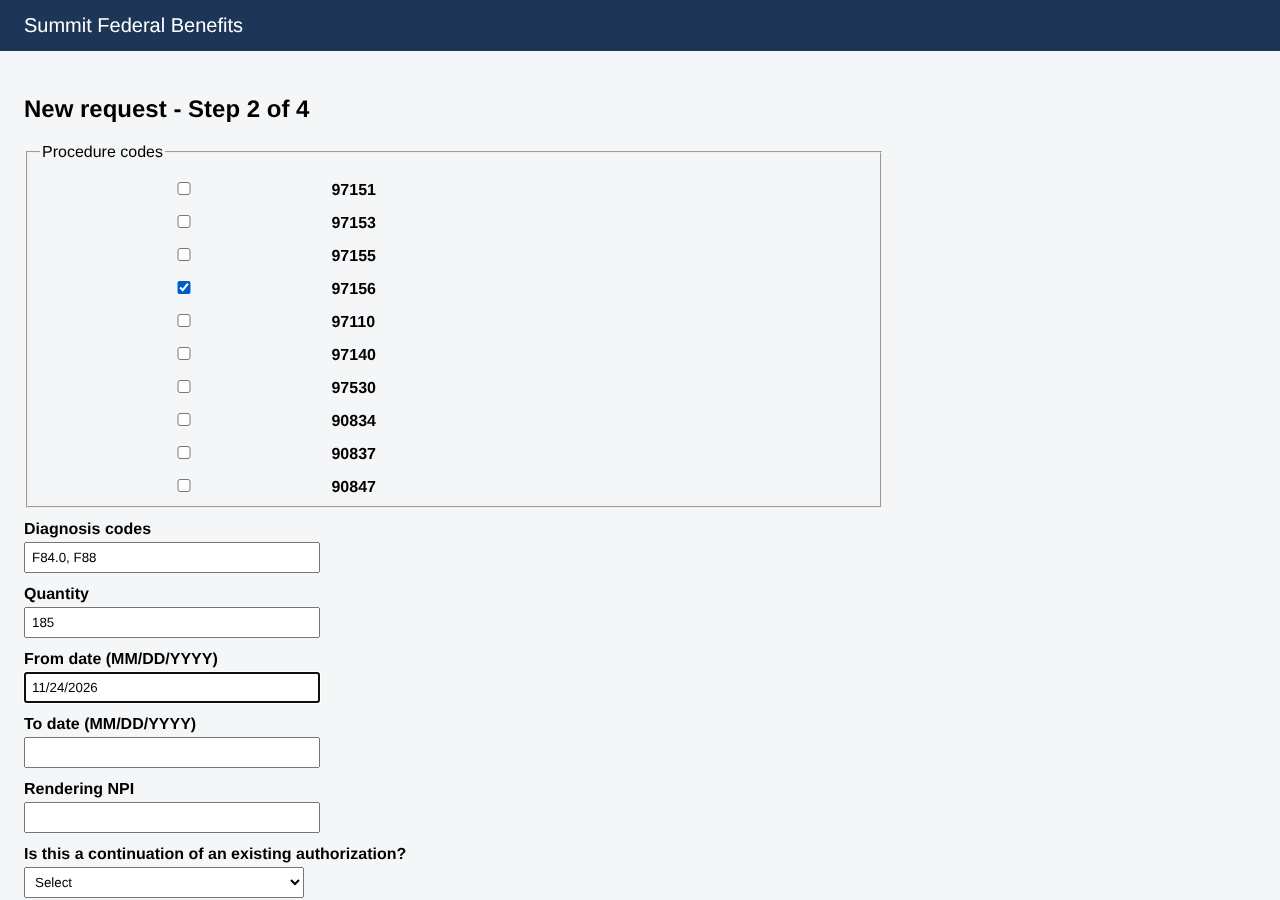 Summit Federal Benefits
New request - Step 2 of 4
Procedure codes
97151
97153
97155
97156
97110
97140
97530
90834
90837
90847
Diagnosis codes
F84.0, F88
Quantity
185
From date (MM/DD/YYYY)
11/24/2026
To date (MM/DD/YYYY)
Rendering NPI
Is this a continuation of an existing authorization?
Select